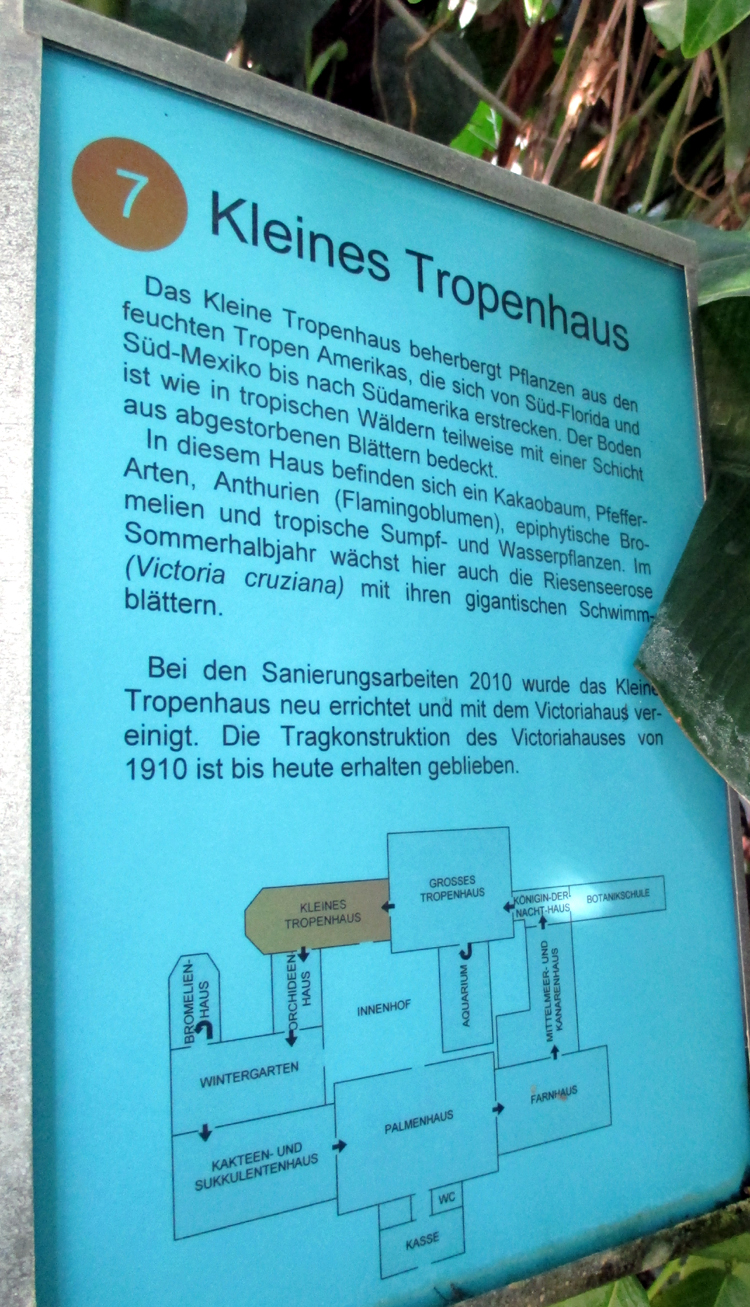 7
Kleines Tropenhaus
Das Kleine Tropenhaus beherbergt Pflanzen aus den
feuchten Tropen Amerikas, die sich von Süd-Florida und
Süd-Mexiko bis nach Südamerika erstrecken. Der Boden
ist wie in tropischen Wäldern teilweise mit einer Schicht
aus abgestorbenen Blättern bedeckt.
In diesem Haus befinden sich ein Kakaobaum, Pfeffer-
Arten, Anthurien (Flamingoblumen), epiphytische Bro-
melien und tropische Sumpf- und Wasserpflanzen. Im
Sommerhalbjahr wächst hier auch die Riesenseerose
(Victoria cruziana) mit ihren gigantischen Schwimm-
blättern.
Bei den Sanierungsarbeiten 2010 wurde das Kleine
Tropenhaus neu errichtet und mit dem Victoriahaus ver-
einigt. Die Tragkonstruktion des Victoriahauses von
1910 ist bis heute erhalten geblieben.
GROSSES
TROPENHAUS
KLEINES
TROPENHAUS
KÖNIGIN-DER-
NACHT-HAUS
BOTANIKSCHULE
BROMELIEN-
HAUS
ORCHIDEEN-
HAUS
INNENHOF
AQUARIUM
MITTELMEER- UND
KANARENHAUS
WINTERGARTEN
PALMENHAUS
FARNHAUS
KAKTEEN- UND
SUKKULENTENHAUS
WC
KASSE